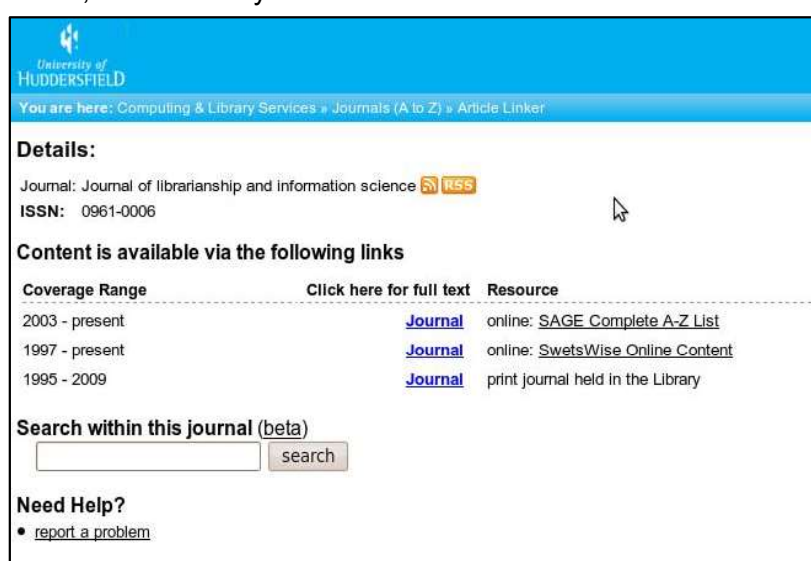 University of
HUDDERSFIELD
You are here: Computing & Library Services » Journals (A to Z) » Article Linker
Details:
Journal: Journal of librarianship and information science RSS
ISSN: 0961-0006
Content is available via the following links
Coverage Range Click here for full text Resource
2003 - present Journal online: SAGE Complete A-Z List
1997 - present Journal online: SwetsWise Online Content
1995 - 2009 Journal print journal held in the Library
Search within this journal (beta)
search
Need Help?
• report a problem